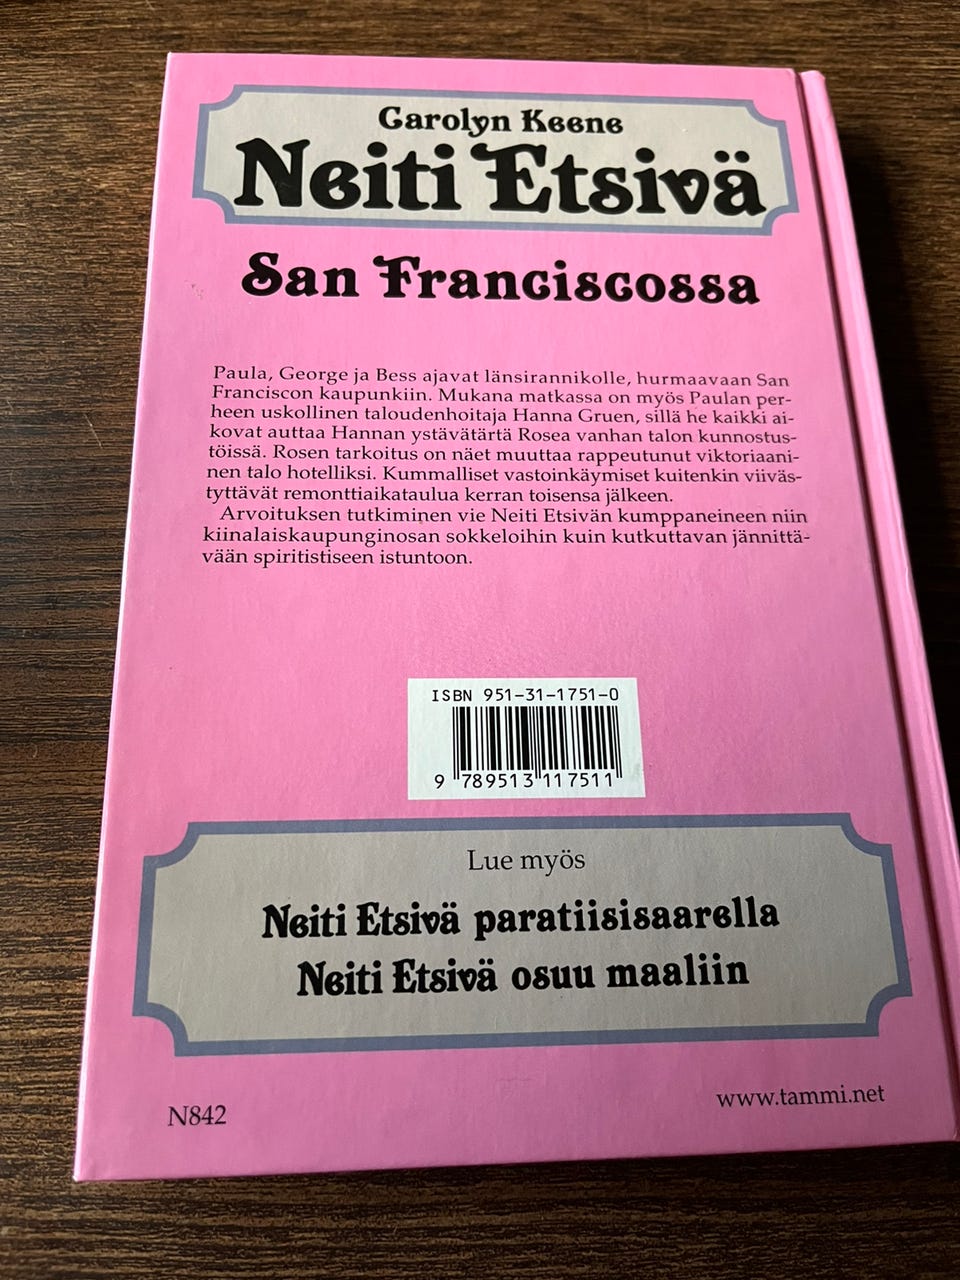 Carolyn Keene
Neiti Etsivä
San Franciscossa
Paula, George ja Bess ajavat länsirannikolle, hurmaavaan San
Franciscon kaupunkiin. Mukana matkassa on myös Paulan per-
heen uskollinen taloudenhoitaja Hanna Gruen, sillä he kaikki ai-
kovat auttaa Hannan ystävätärtä Rosea vanhan talon kunnostus-
töissä. Rosen tarkoitus on näet muuttaa rappeutunut viktoriaani-
nen talo hotelliksi. Kummalliset vastoinkäymiset kuitenkin viiväs-
tyttävät remonttiaikataulua kerran toisensa jälkeen.
Arvoituksen tutkiminen vie Neiti Etsivän kumppaneineen niin
kiinalaiskaupunginosan sokkeloihin kuin kutkuttavan jännittä-
vään spiritistiseen istuntoon.
ISBN 951-31-1751-0
9 789513 117511
Lue myös
Neiti Etsivä paratiisisaarella
Neiti Etsivä osuu maaliin
www.tammi.net
N842